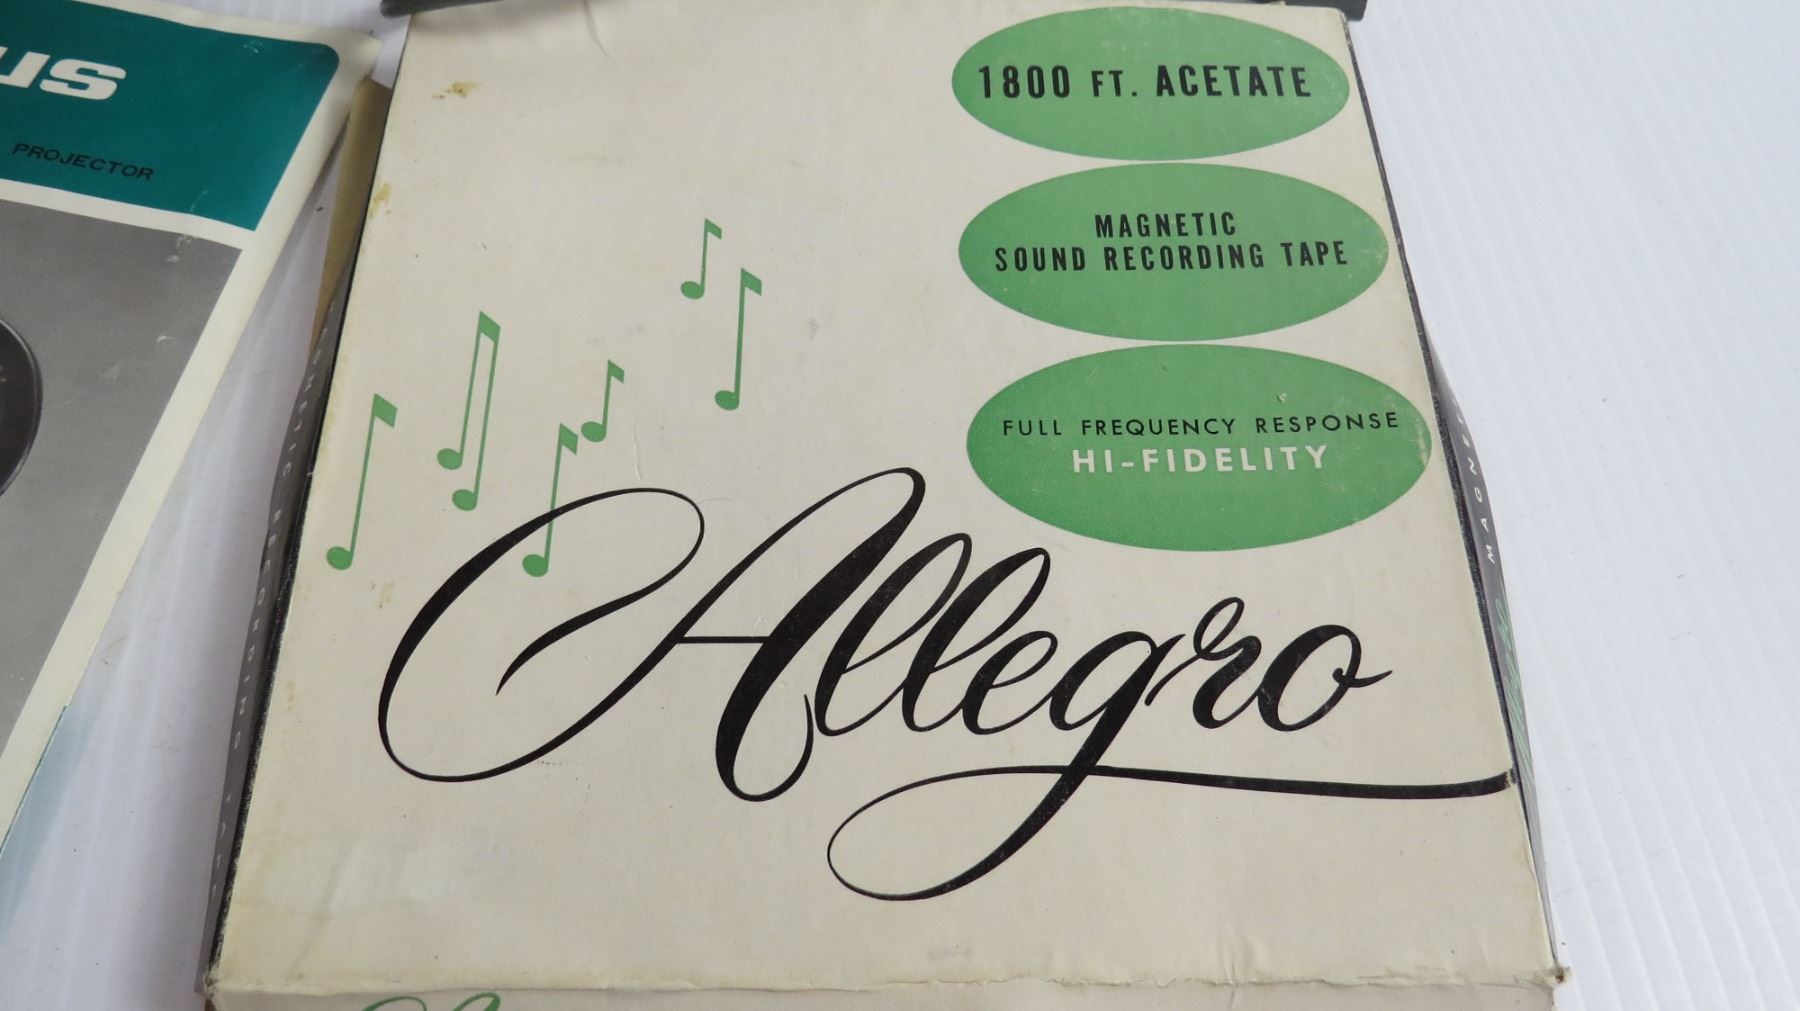 PROJECTOR
1800 FT. ACETATE
MAGNETIC
SOUND RECORDING TAPE
FULL FREQUENCY RESPONSE
HI-FIDELITY
Allegro